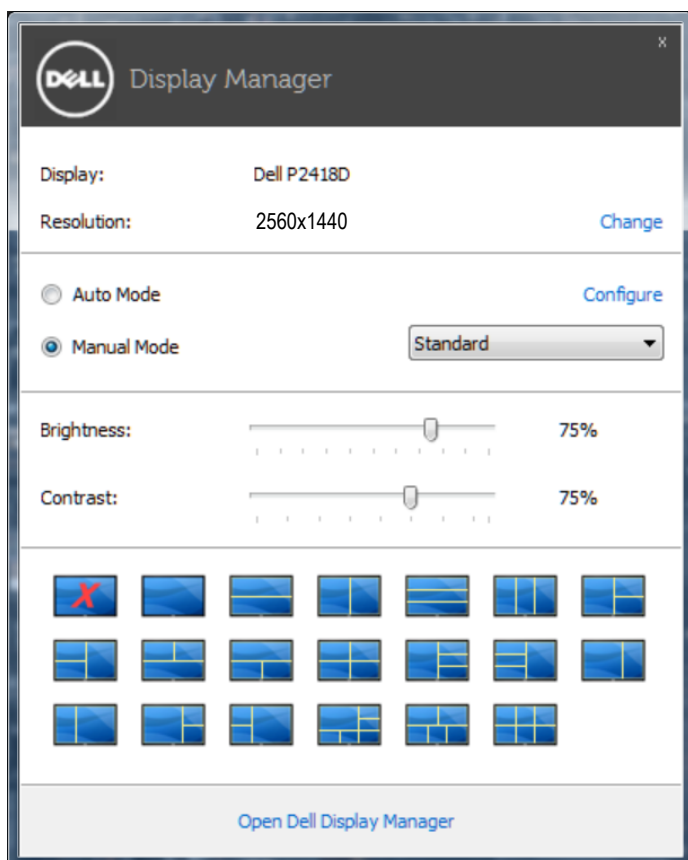 x
DELL Display Manager
Display: Dell P2418D
Resolution: 2560x1440 Change
Auto Mode Configure
Manual Mode Standard
Brightness: 75%
Contrast: 75%
X
Open Dell Display Manager